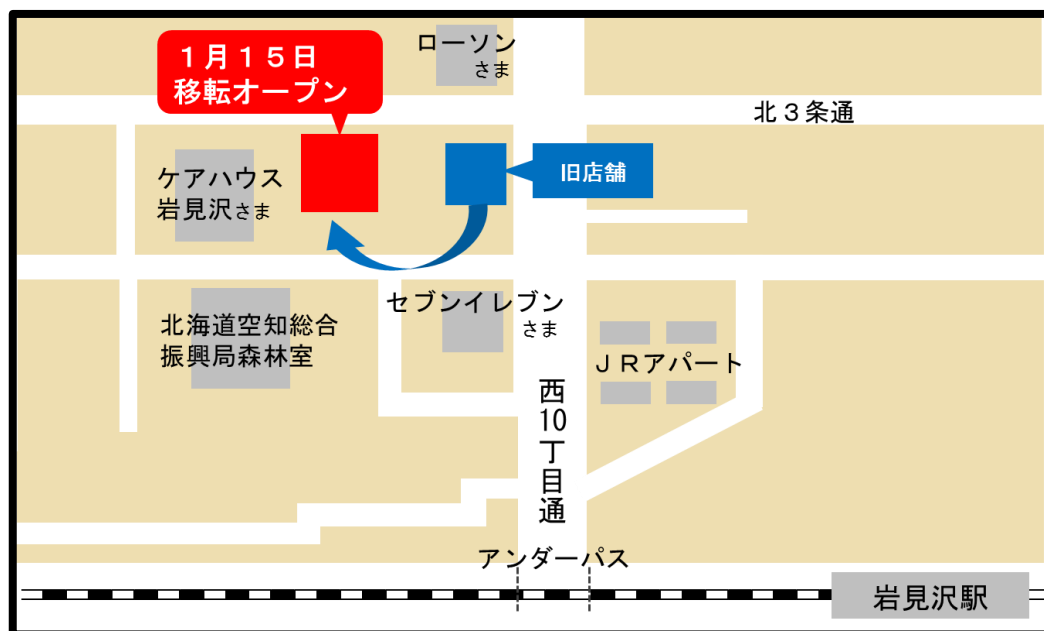 ローソン
さま
１月１５日
移転オープン
北３条通
旧店舗
ケアハウス
岩見沢さま
セブンイレブン
さま
北海道空知総合
振興局森林室
ＪＲアパート
西10丁目通
アンダーパス
岩見沢駅